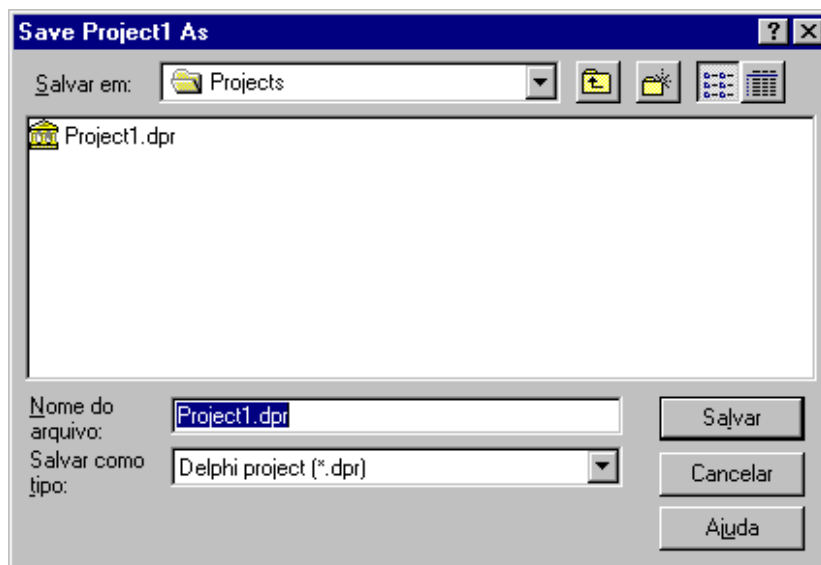 Save Project1 As
Salvar em: Projects
Project1.dpr
Nome do
arquivo: Project1.dpr Salvar
Salvar como
tipo: Delphi project (*.dpr) Cancelar
Ajuda